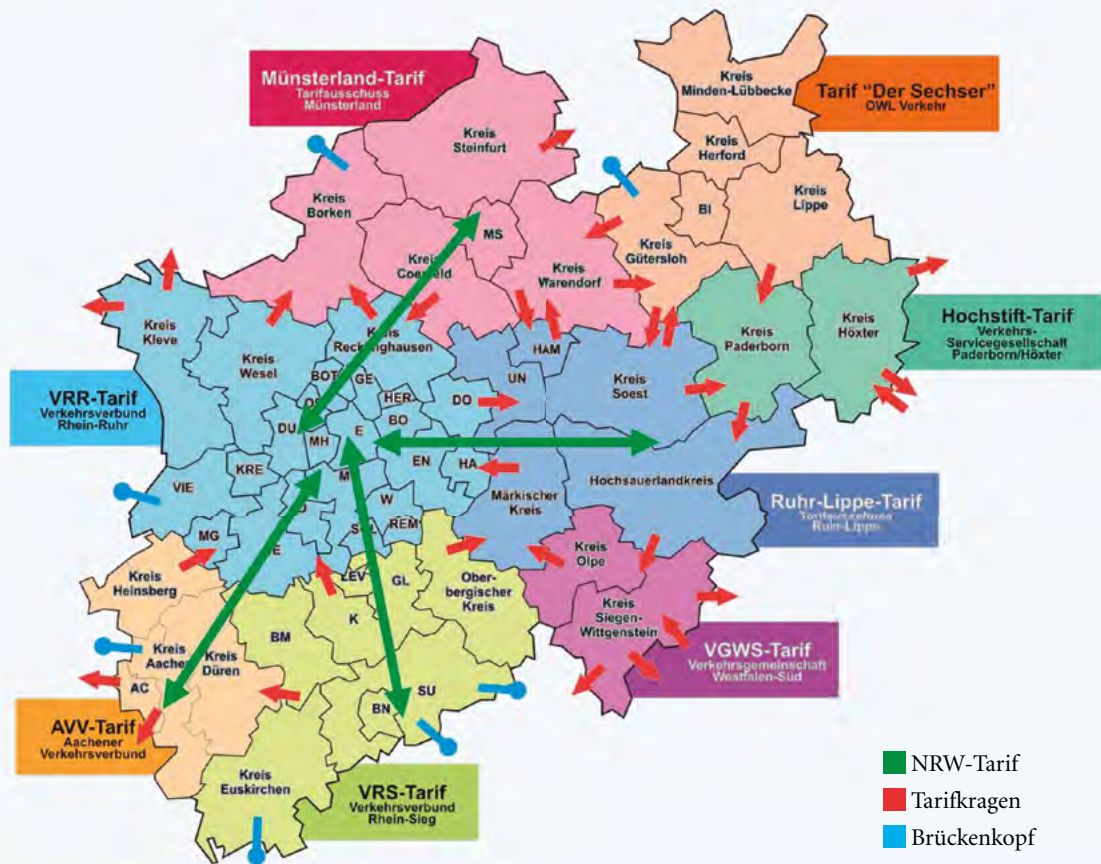 Münsterland-Tarif
Tarifausschuss
Münsterland
Kreis
Minden-Lübbecke
Tarif "Der Sechser"
OWL Verkehr
Kreis
Steinfurt
Kreis
Herford
Kreis
Borken
Kreis
Lippe
BI
MS
Kreis
Gütersloh
Kreis
Coesfeld
Kreis
Warendorf
Kreis
Kleve
Kreis
Recklinghausen
Kreis
Paderborn
Kreis
Höxter
Hochstift-Tarif
Verkehrs-
Servicegesellschaft
Paderborn/Höxter
Kreis
Wesel
HAM
BOT
GE
UN
Kreis
Soest
VRR-Tarif
Verkehrsverbund
Rhein-Ruhr
HER
DO
BO
DU
MH
E
EN
HA
KRE
VIE
Märkischer
Kreis
Hochsauerlandkreis
Ruhr-Lippe-Tarif
Ruhr-Lippe
W
REM
MG
Kreis
Olpe
Kreis
Heinsberg
LEV
GL
Ober-
bergischer
Kreis
K
BM
Kreis
Siegen-
Wittgenstein
VGWS-Tarif
Verkehrsgemeinschaft
Westfalen-Süd
Kreis
Aachen
Kreis
Düren
AC
SU
BN
AVV-Tarif
Aachener
Verkehrsverbund
Kreis
Euskirchen
VRS-Tarif
Verkehrsverbund
Rhein-Sieg
NRW-Tarif
Tarifkragen
Brückenkopf